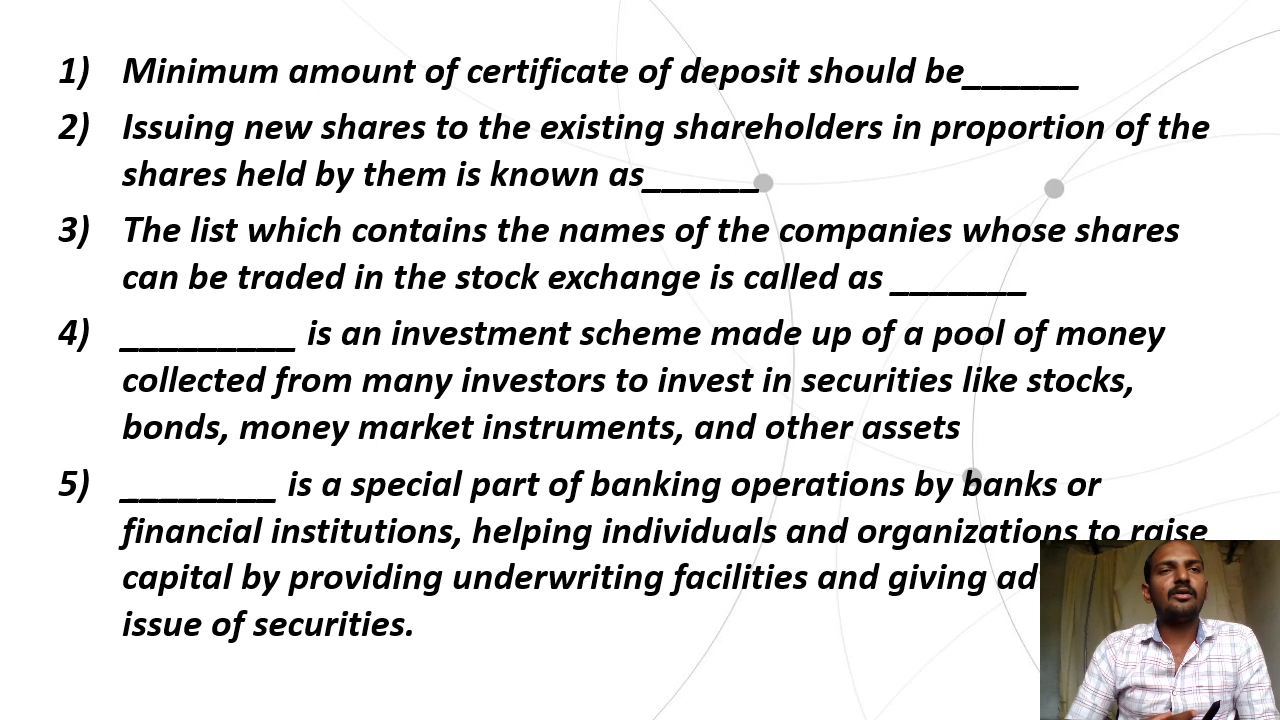 1) Minimum amount of certificate of deposit should be______
2) Issuing new shares to the existing shareholders in proportion of the
shares held by them is known as______
3) The list which contains the names of the companies whose shares
can be traded in the stock exchange is called as _______
4) _________ is an investment scheme made up of a pool of money
collected from many investors to invest in securities like stocks,
bonds, money market instruments, and other assets
5) ________ is a special part of banking operations by banks or
financial institutions, helping individuals and organizations to raise
capital by providing underwriting facilities and giving
issue of securities.